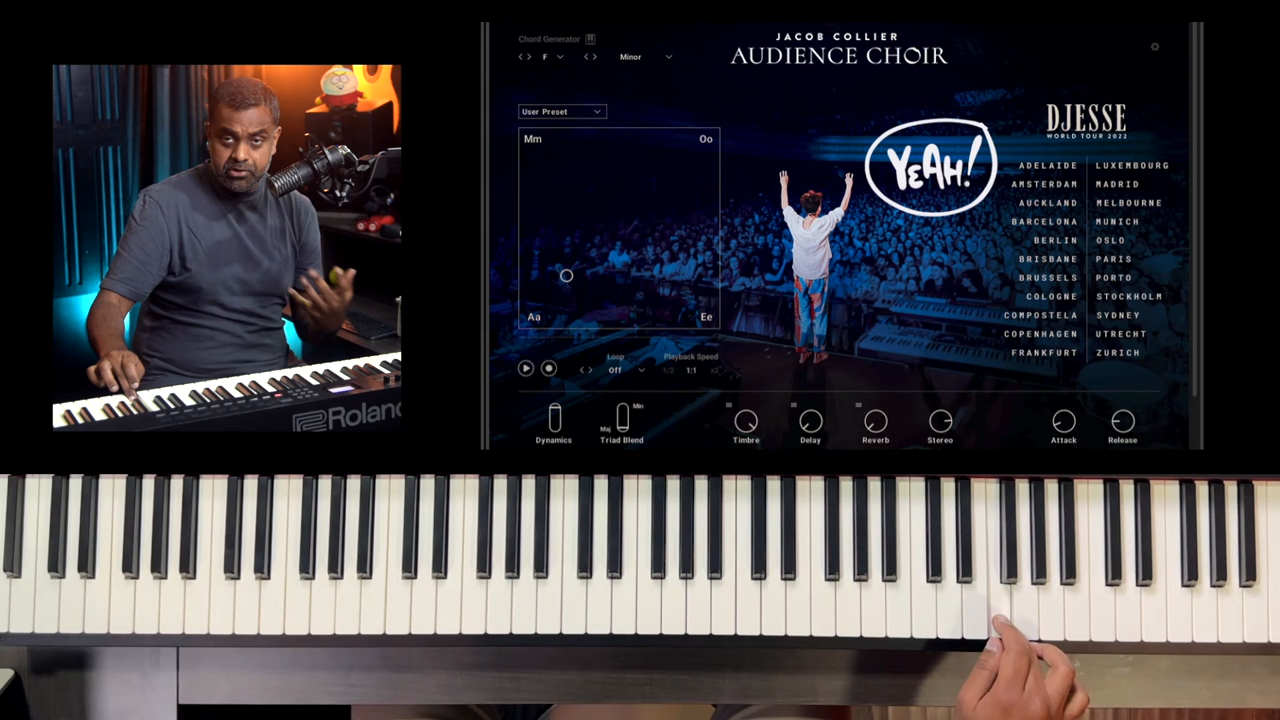 Chord Generator
F
Minor
JACOB COLLIER
AUDIENCE CHOIR
User Preset
Mm
Oo
Aa
Ee
YEAH!
DJESSE
WORLD TOUR 2022
ADELAIDE LUXEMBOURG
AMSTERDAM MADRID
AUCKLAND MELBOURNE
BARCELONA MUNICH
BERLIN OSLO
BRISBANE PARIS
BRUSSELS PORTO
COLOGNE STOCKHOLM
COMPOSTELA SYDNEY
COPENHAGEN UTRECHT
FRANKFURT ZURICH
Loop
Off
Playback Speed
1/2 1:1 x2
Dynamics
Maj
Min
Triad Blend
Timbre
Delay
Reverb
Stereo
Attack
Release
Roland